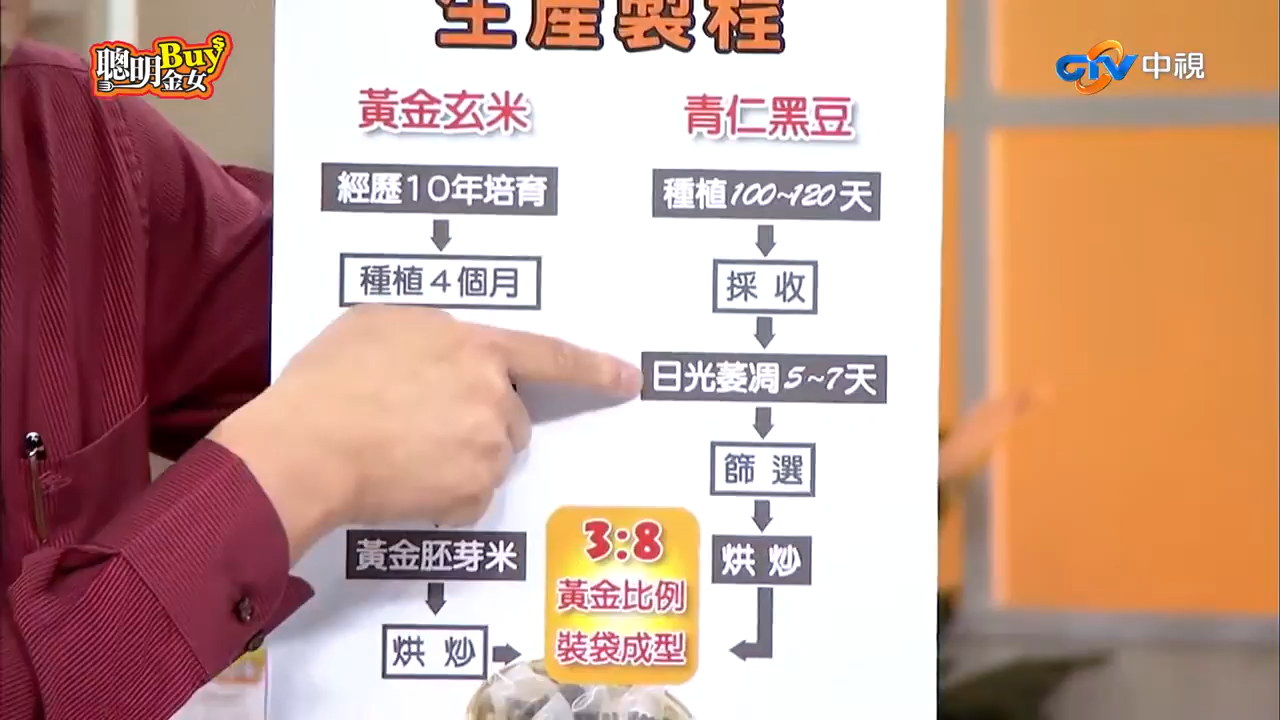 生產製程
聰明Buy$
金女
CTV中視
黃金玄米
青仁黑豆
經歷10年培育
種植100~120天
種植4個月
採收
日光萎凋5~7天
篩選
黃金胚芽米
3:8
烘炒
黃金比例
烘炒
裝袋成型